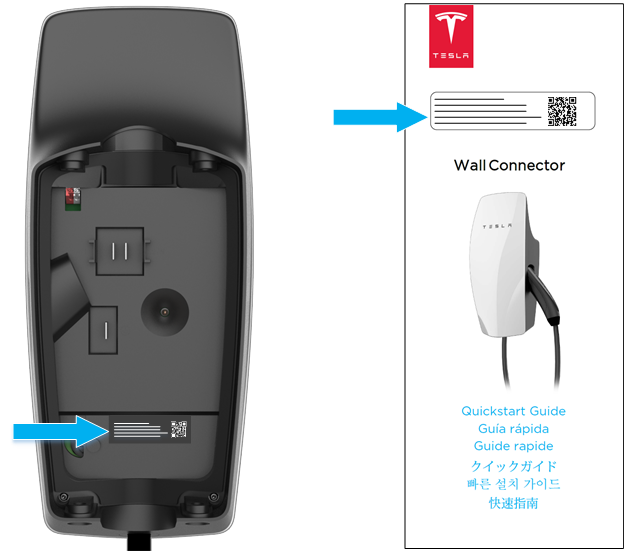 TESLA
Wall Connector
TESLA
Quickstart Guide
Guía rápida
Guide rapide
クイックガイド
빠른 설치 가이드
快速指南